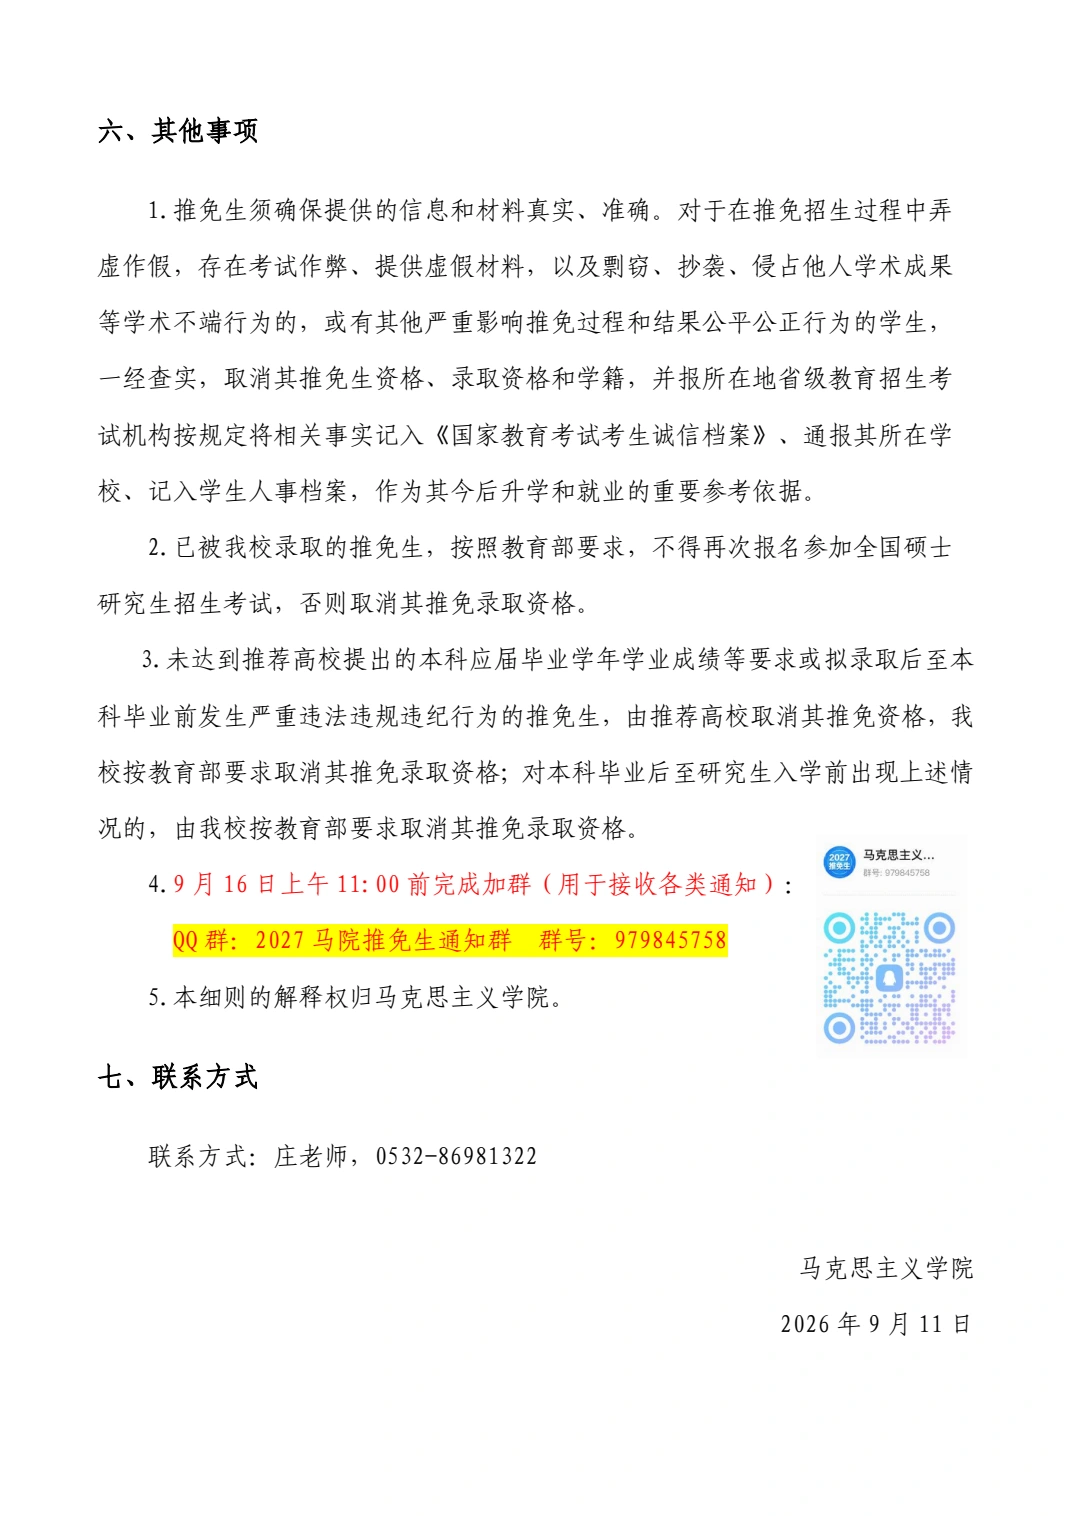 六、其他事项
1.推免生须确保提供的信息和材料真实、准确。对于在推免招生过程中弄
虚作假，存在考试作弊、提供虚假材料，以及剽窃、抄袭、侵占他人学术成果
等学术不端行为的，或有其他严重影响推免过程和结果公平公正行为的学生，
一经查实，取消其推免生资格、录取资格和学籍，并报所在地省级教育招生考
试机构按规定将相关事实记入《国家教育考试考生诚信档案》、通报其所在学
校、记入学生人事档案，作为其今后升学和就业的重要参考依据。
2.已被我校录取的推免生，按照教育部要求，不得再次报名参加全国硕士
研究生招生考试，否则取消其推免录取资格。
3.未达到推荐高校提出的本科应届毕业学年学业成绩等要求或拟录取后至本
科毕业前发生严重违法违规违纪行为的推免生，由推荐高校取消其推免资格，我
校按教育部要求取消其推免录取资格；对本科毕业后至研究生入学前出现上述情
况的，由我校按教育部要求取消其推免录取资格。
4.9月16日上午11:00前完成加群（用于接收各类通知）：
QQ群：2027马院推免生通知群 群号：979845758
2027
推免生
马克思主义...
群号: 979845758
5.本细则的解释权归马克思主义学院。
七、联系方式
联系方式：庄老师，0532-86981322
马克思主义学院
2026年9月11日